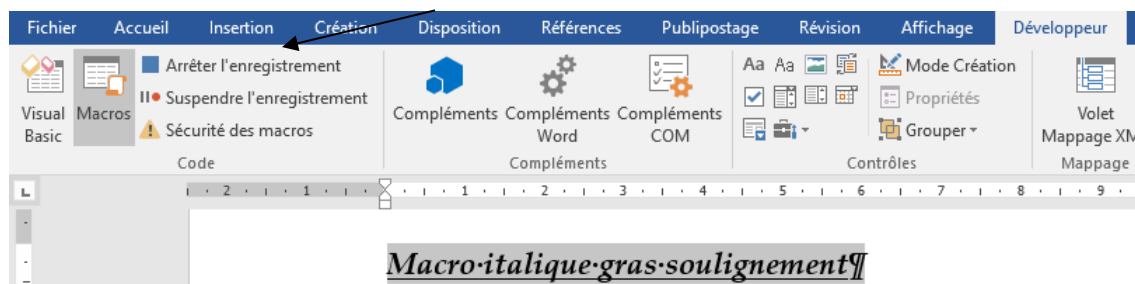 Fichier Accueil Insertion Création Disposition Références Publipostage Révision Affichage Développeur
Visual Basic
Macros
Arrêter l'enregistrement
Suspendre l'enregistrement
Sécurité des macros
Code
Compléments
Compléments Word
Compléments COM
Compléments
Aa Aa
Mode Création
Propriétés
Grouper
Contrôles
Volet
Mappage XM
Mappage
L 2 1 1 2 3 4 5 6 7 8 9
Macro·italique·gras·soulignement¶